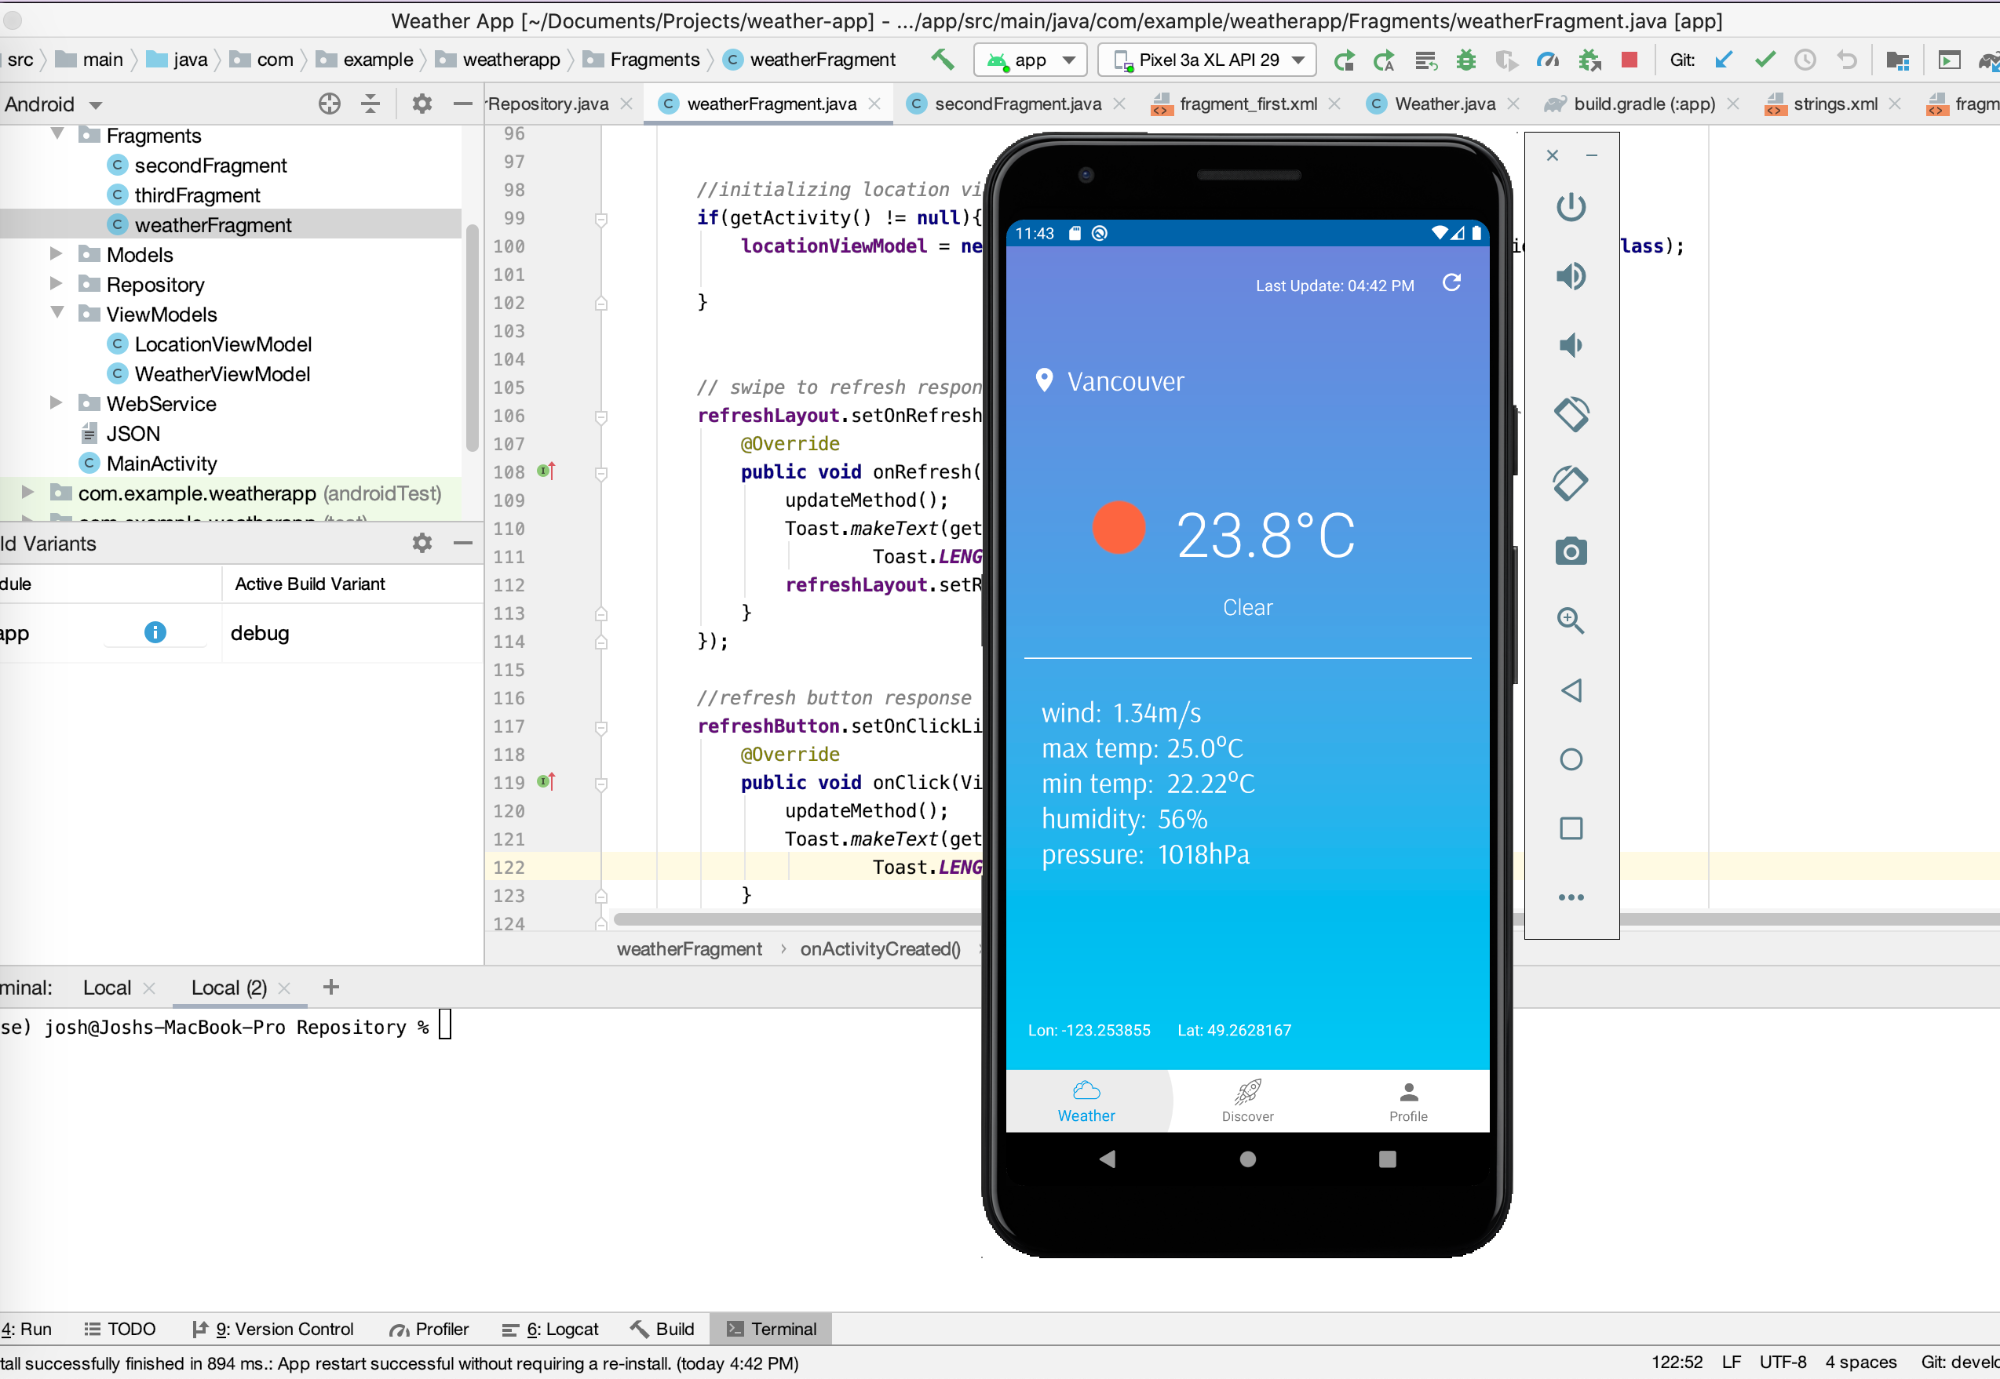 Weather App [~/Documents/Projects/weather-app] - .../app/src/main/java/com/example/weatherapp/Fragments/weatherFragment.java [app]
src main java com example weatherapp Fragments weatherFragment app Pixel 3a XL API 29 Git:
Android
Repository.java weatherFragment.java secondFragment.java fragment_first.xml Weather.java build.gradle (:app) strings.xml fragm
Fragments
secondFragment
thirdFragment
weatherFragment
Models
Repository
ViewModels
LocationViewModel
WeatherViewModel
WebService
JSON
MainActivity
com.example.weatherapp (androidTest)
com.example.weatherapp (test)
ld Variants
dule Active Build Variant
app debug
96
97
98 //initializing location vi
99 if(getActivity() != null){
100 locationViewModel = ne lass);
101
102 }
103
104
105 // swipe to refresh respon
106 refreshLayout.setOnRefresh
107 @Override
108 public void onRefresh(
109 updateMethod();
110 Toast.makeText(get
111 Toast.LENG
112 refreshLayout.setR
113 }
114 });
115
116 //refresh button response
117 refreshButton.setOnClickLi
118 @Override
119 public void onClick(Vi
120 updateMethod();
121 Toast.makeText(get
122 Toast.LENG
123 }
124
weatherFragment › onActivityCreated()
11:43
Last Update: 04:42 PM
Vancouver
23.8°C
Clear
wind: 1.34m/s
max temp: 25.0ºC
min temp: 22.22ºC
humidity: 56%
pressure: 1018hPa
Lon: -123.253855 Lat: 49.2628167
Weather Discover Profile
minal: Local Local (2) +
se) josh@Joshs-MacBook-Pro Repository %
4: Run TODO 9: Version Control Profiler 6: Logcat Build Terminal
tall successfully finished in 894 ms.: App restart successful without requiring a re-install. (today 4:42 PM) 122:52 LF UTF-8 4 spaces Git: develo